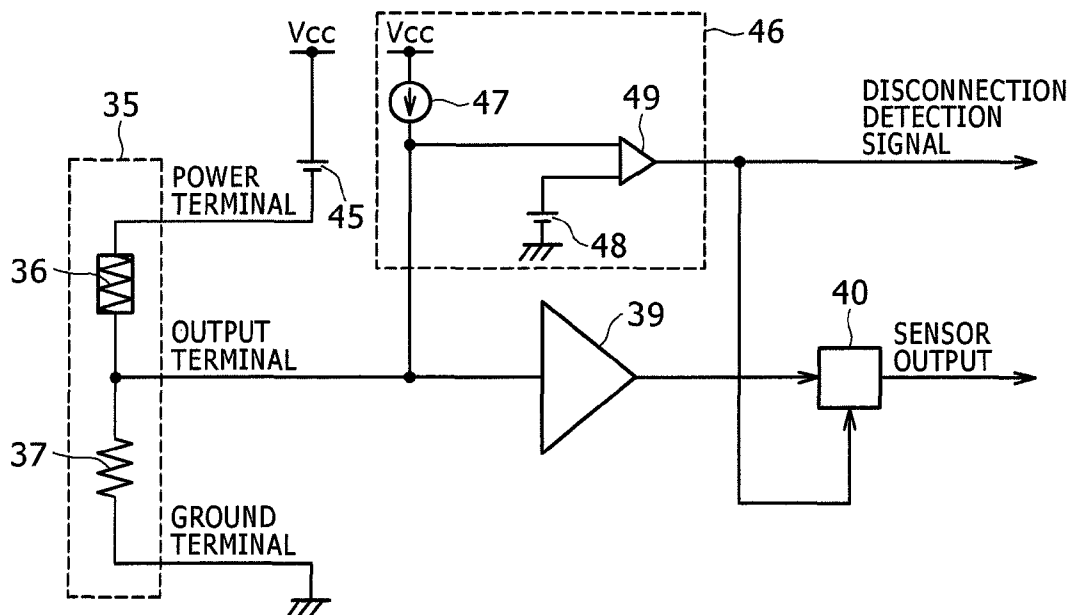 Vcc
Vcc
46
47
49
DISCONNECTION
DETECTION
SIGNAL
35
POWER
TERMINAL
45
48
36
OUTPUT
TERMINAL
39
40
SENSOR
OUTPUT
37
GROUND
TERMINAL